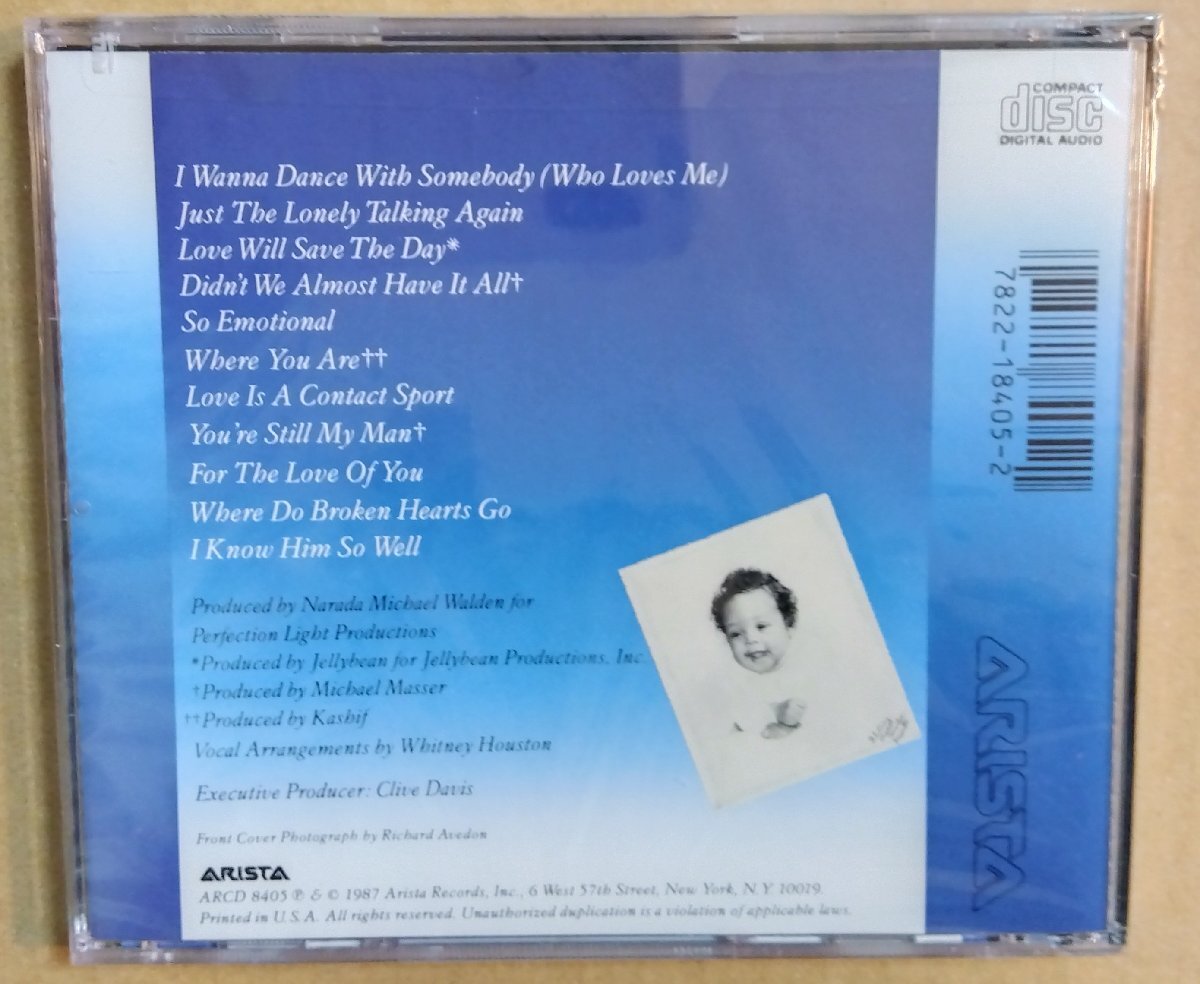 I Wanna Dance With Somebody (Who Loves Me)
Just The Lonely Talking Again
Love Will Save The Day*
Didn't We Almost Have It All†
So Emotional
Where You Are††
Love Is A Contact Sport
You're Still My Man†
For The Love Of You
Where Do Broken Hearts Go
I Know Him So Well
Produced by Narada Michael Walden for
Perfection Light Productions
*Produced by Jellybean for Jellybean Productions, Inc.
†Produced by Michael Masser
††Produced by Kashif
Vocal Arrangements by Whitney Houston
Executive Producer: Clive Davis
Front Cover Photograph by Richard Avedon
ARISTA
ARCD 8405 ℗ & © 1987 Arista Records, Inc., 6 West 57th Street, New York, N.Y. 10019.
Printed in U.S.A. All rights reserved. Unauthorized duplication is a violation of applicable laws.
COMPACT
disc
DIGITAL AUDIO
7822-18405-2
ARISTA